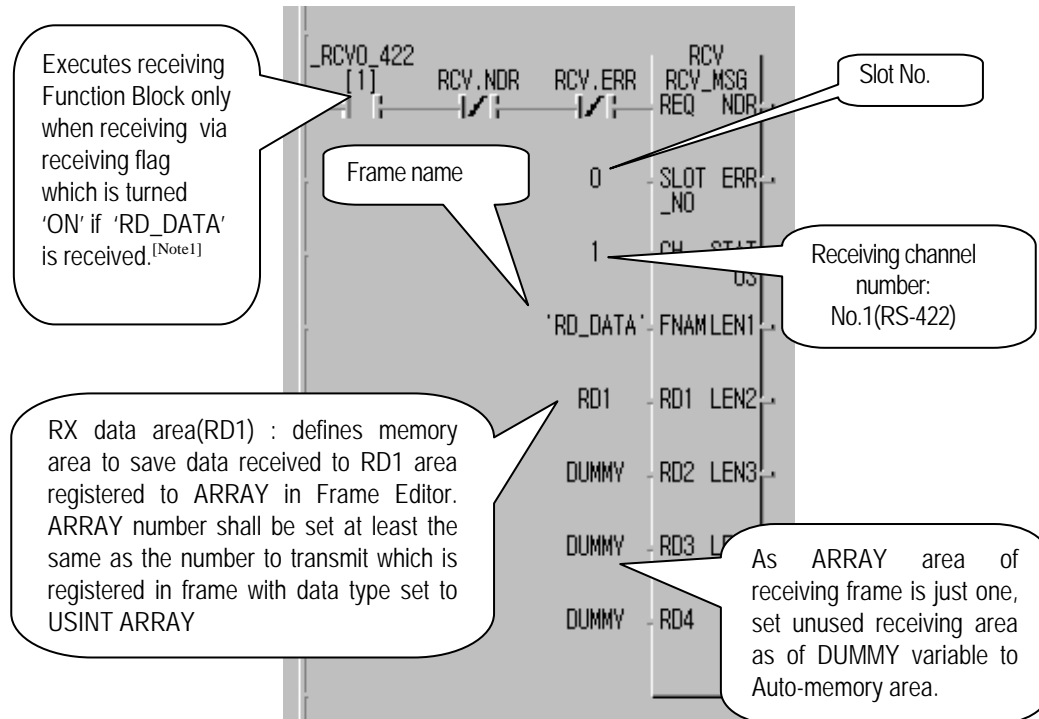 Executes receiving
Function Block only
when receiving via
receiving flag
which is turned
‘ON’ if ‘RD_DATA’
is received.[Note1]
_RCV0_422
[1]
RCV.NDR
RCV.ERR
RCV
RCV_MSG
REQ NDR
Slot No.
Frame name
0
SLOT ERR
_NO
1
Receiving channel
number:
No.1(RS-422)
'RD_DATA'
FNAM LEN1
RD1
RD1 LEN2
RX data area(RD1) : defines memory
area to save data received to RD1 area
registered to ARRAY in Frame Editor.
ARRAY number shall be set at least the
same as the number to transmit which is
registered in frame with data type set to
USINT ARRAY
DUMMY
RD2 LEN3
DUMMY
RD3
DUMMY
RD4
As ARRAY area of
receiving frame is just one,
set unused receiving area
as of DUMMY variable to
Auto-memory area.